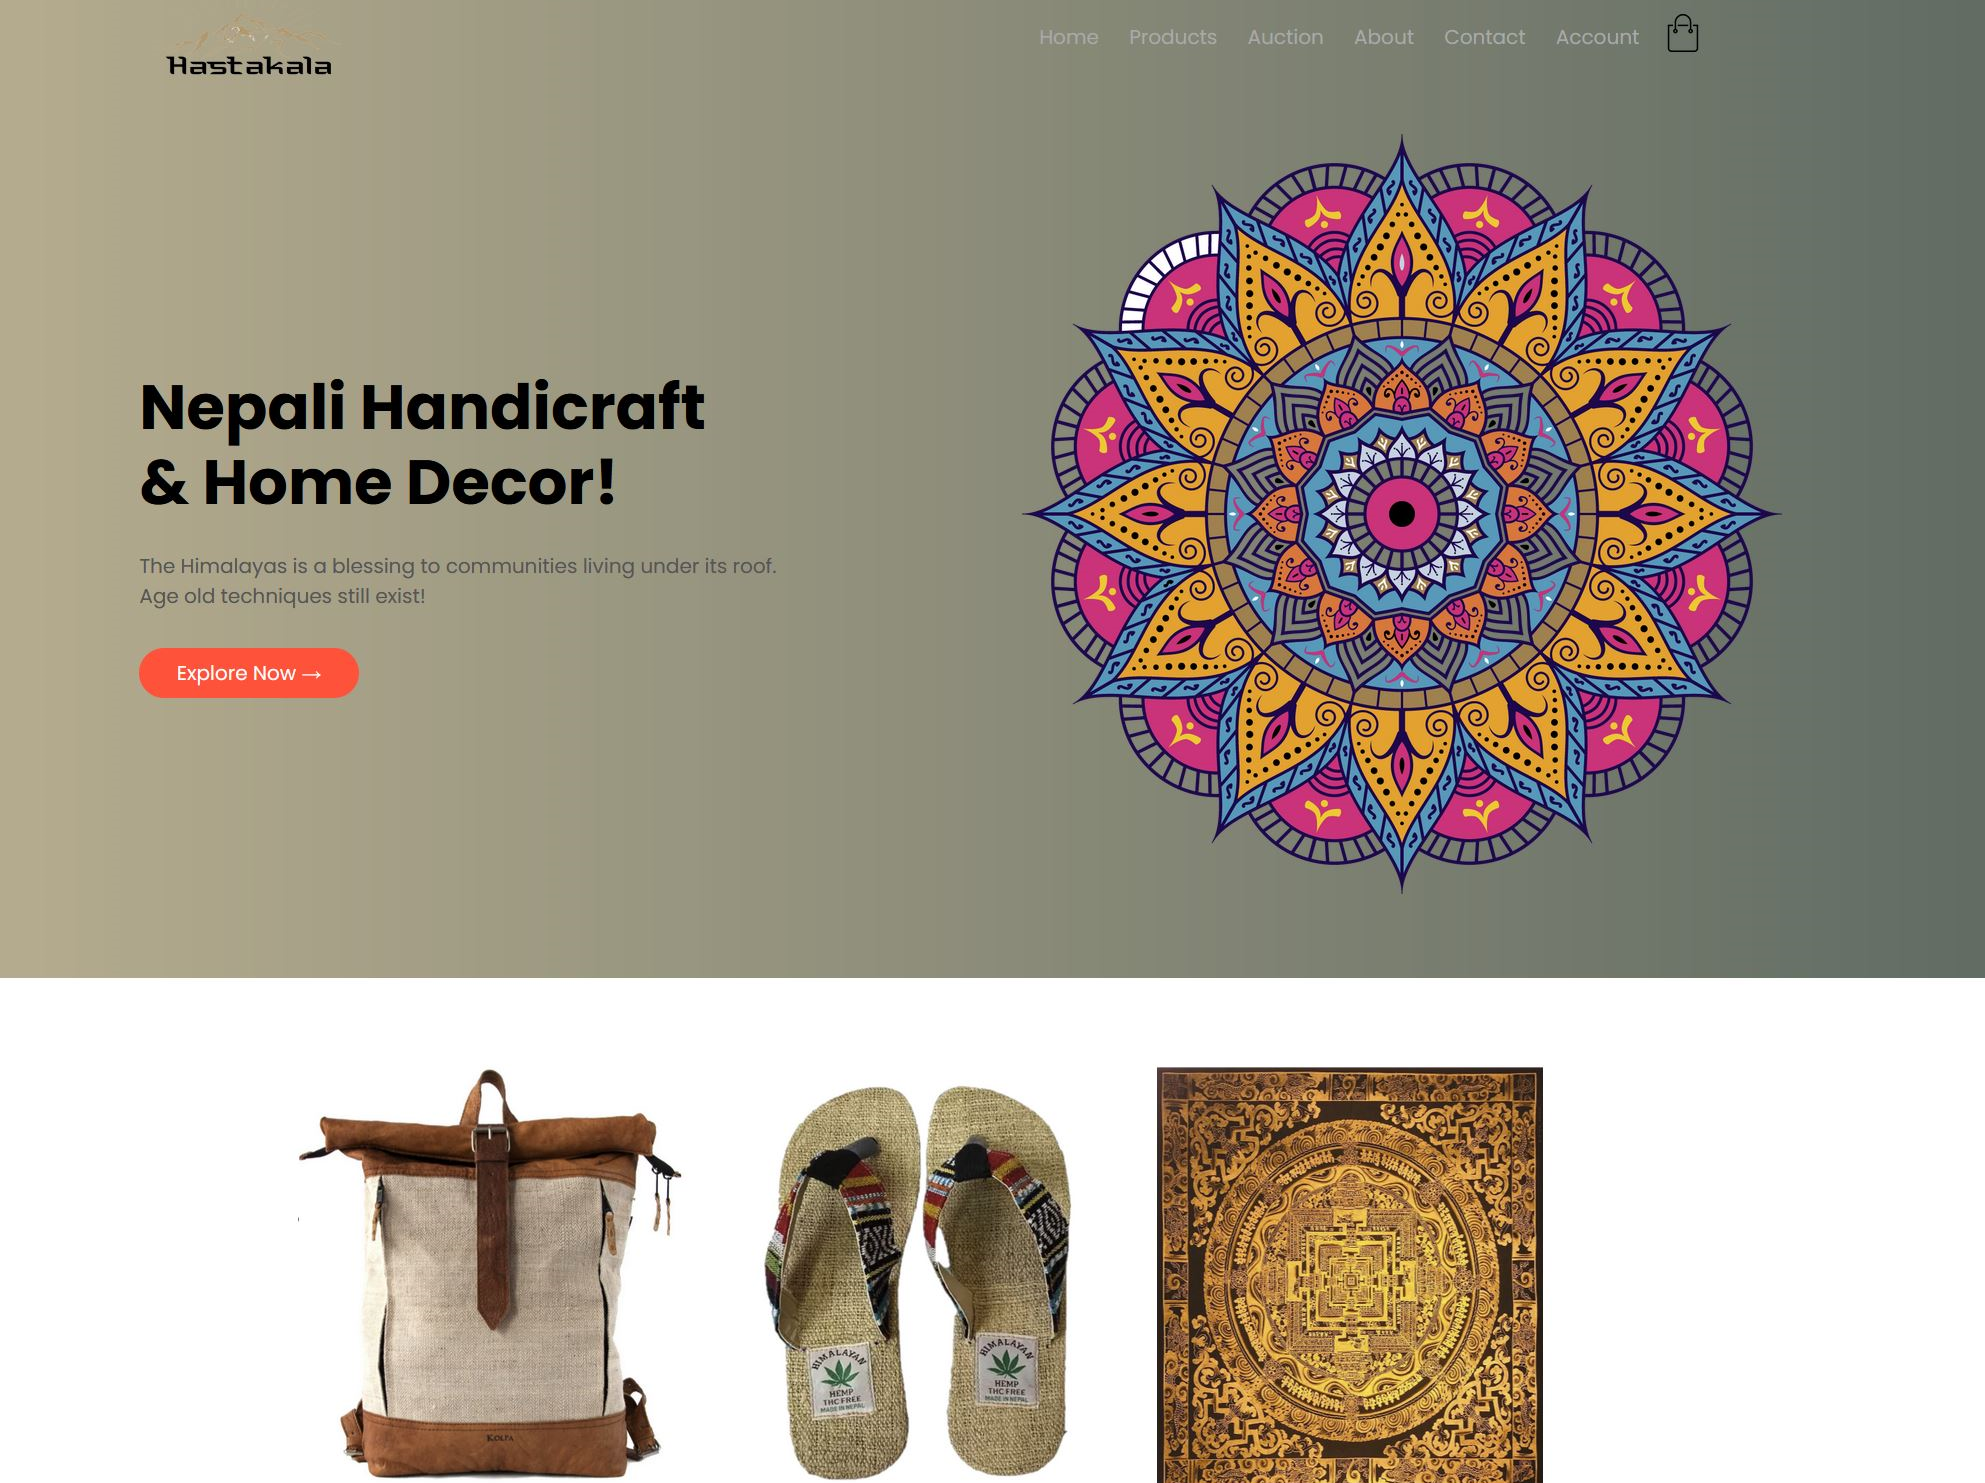 Hastakala
Home Products Auction About Contact Account
Nepali Handicraft
& Home Decor!
The Himalayas is a blessing to communities living under its roof.
Age old techniques still exist!
Explore Now →
KOLPA
HIMALAYAN
HEMP
THC FREE
MADE IN NEPAL
HIMALAYAN
HEMP
THC FREE
MADE IN NEPAL